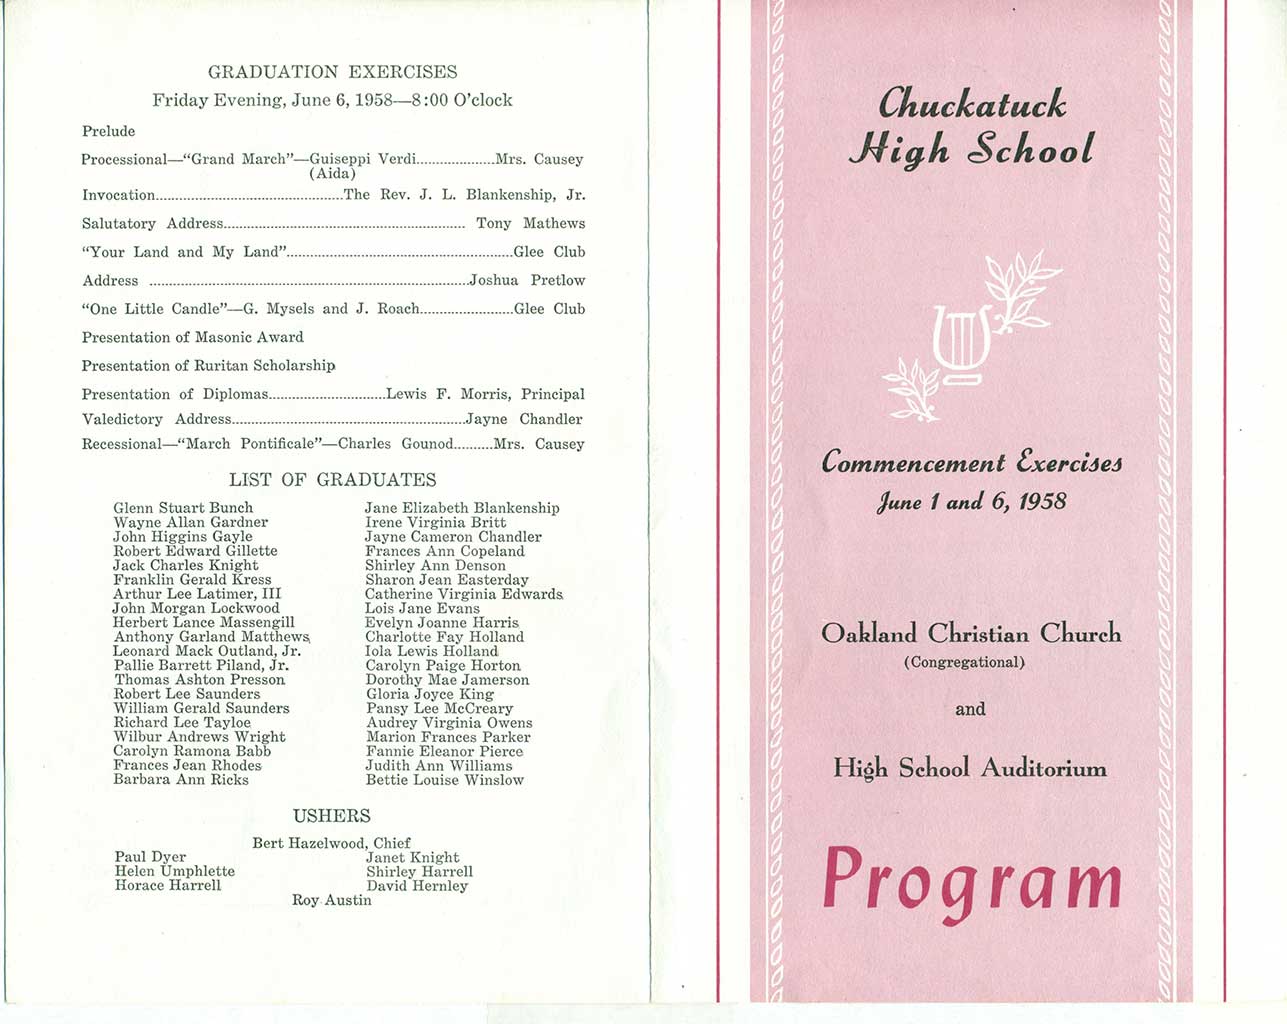 GRADUATION EXERCISES
Friday Evening, June 6, 1958—8:00 O'clock
Prelude
Processional—“Grand March”—Guiseppi Verdi....................Mrs. Causey
(Aida)
Invocation................................................The Rev. J. L. Blankenship, Jr.
Salutatory Address.............................................................. Tony Mathews
“Your Land and My Land”..........................................................Glee Club
Address ..................................................................................Joshua Pretlow
“One Little Candle”—G. Mysels and J. Roach........................Glee Club
Presentation of Masonic Award
Presentation of Ruritan Scholarship
Presentation of Diplomas..............................Lewis F. Morris, Principal
Valedictory Address............................................................Jayne Chandler
Recessional—“March Pontificale”—Charles Gounod..........Mrs. Causey
LIST OF GRADUATES
Glenn Stuart Bunch
Wayne Allan Gardner
John Higgins Gayle
Robert Edward Gillette
Jack Charles Knight
Franklin Gerald Kress
Arthur Lee Latimer, III
John Morgan Lockwood
Herbert Lance Massengill
Anthony Garland Matthews
Leonard Mack Outland, Jr.
Pallie Barrett Piland, Jr.
Thomas Ashton Presson
Robert Lee Saunders
William Gerald Saunders
Richard Lee Tayloe
Wilbur Andrews Wright
Carolyn Ramona Babb
Frances Jean Rhodes
Barbara Ann Ricks
Jane Elizabeth Blankenship
Irene Virginia Britt
Jayne Cameron Chandler
Frances Ann Copeland
Shirley Ann Denson
Sharon Jean Easterday
Catherine Virginia Edwards
Lois Jane Evans
Evelyn Joanne Harris
Charlotte Fay Holland
Iola Lewis Holland
Carolyn Paige Horton
Dorothy Mae Jamerson
Gloria Joyce King
Pansy Lee McCreary
Audrey Virginia Owens
Marion Frances Parker
Fannie Eleanor Pierce
Judith Ann Williams
Bettie Louise Winslow
USHERS
Bert Hazelwood, Chief
Paul Dyer
Helen Umphlette
Horace Harrell
Janet Knight
Shirley Harrell
David Hernley
Roy Austin
Chuckatuck
High School
Commencement Exercises
June 1 and 6, 1958
Oakland Christian Church
(Congregational)
and
High School Auditorium
Program